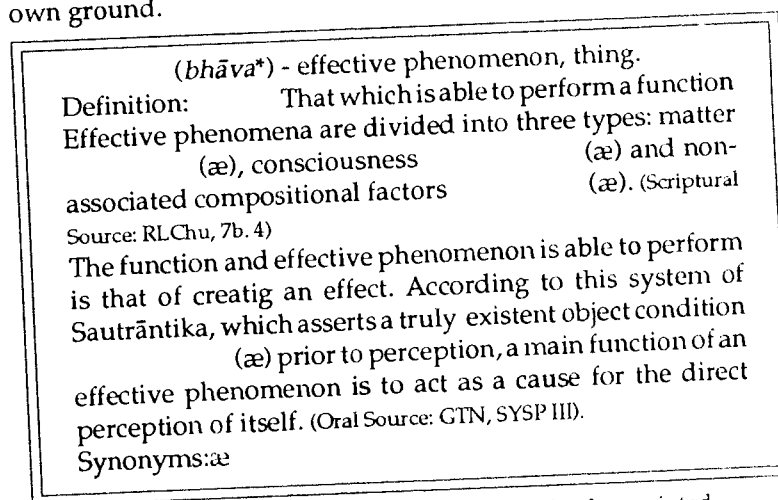 own ground.
(bhāva*) - effective phenomenon, thing.
Definition: That which is able to perform a function
Effective phenomena are divided into three types: matter
(æ), consciousness (æ) and non-
associated compositional factors (æ). (Scriptural
Source: RLChu, 7b. 4)
The function and effective phenomenon is able to perform
is that of creatig an effect. According to this system of
Sautrāntika, which asserts a truly existent object condition
(æ) prior to perception, a main function of an
effective phenomenon is to act as a cause for the direct
perception of itself. (Oral Source: GTN, SYSP III).
Synonyms:æ